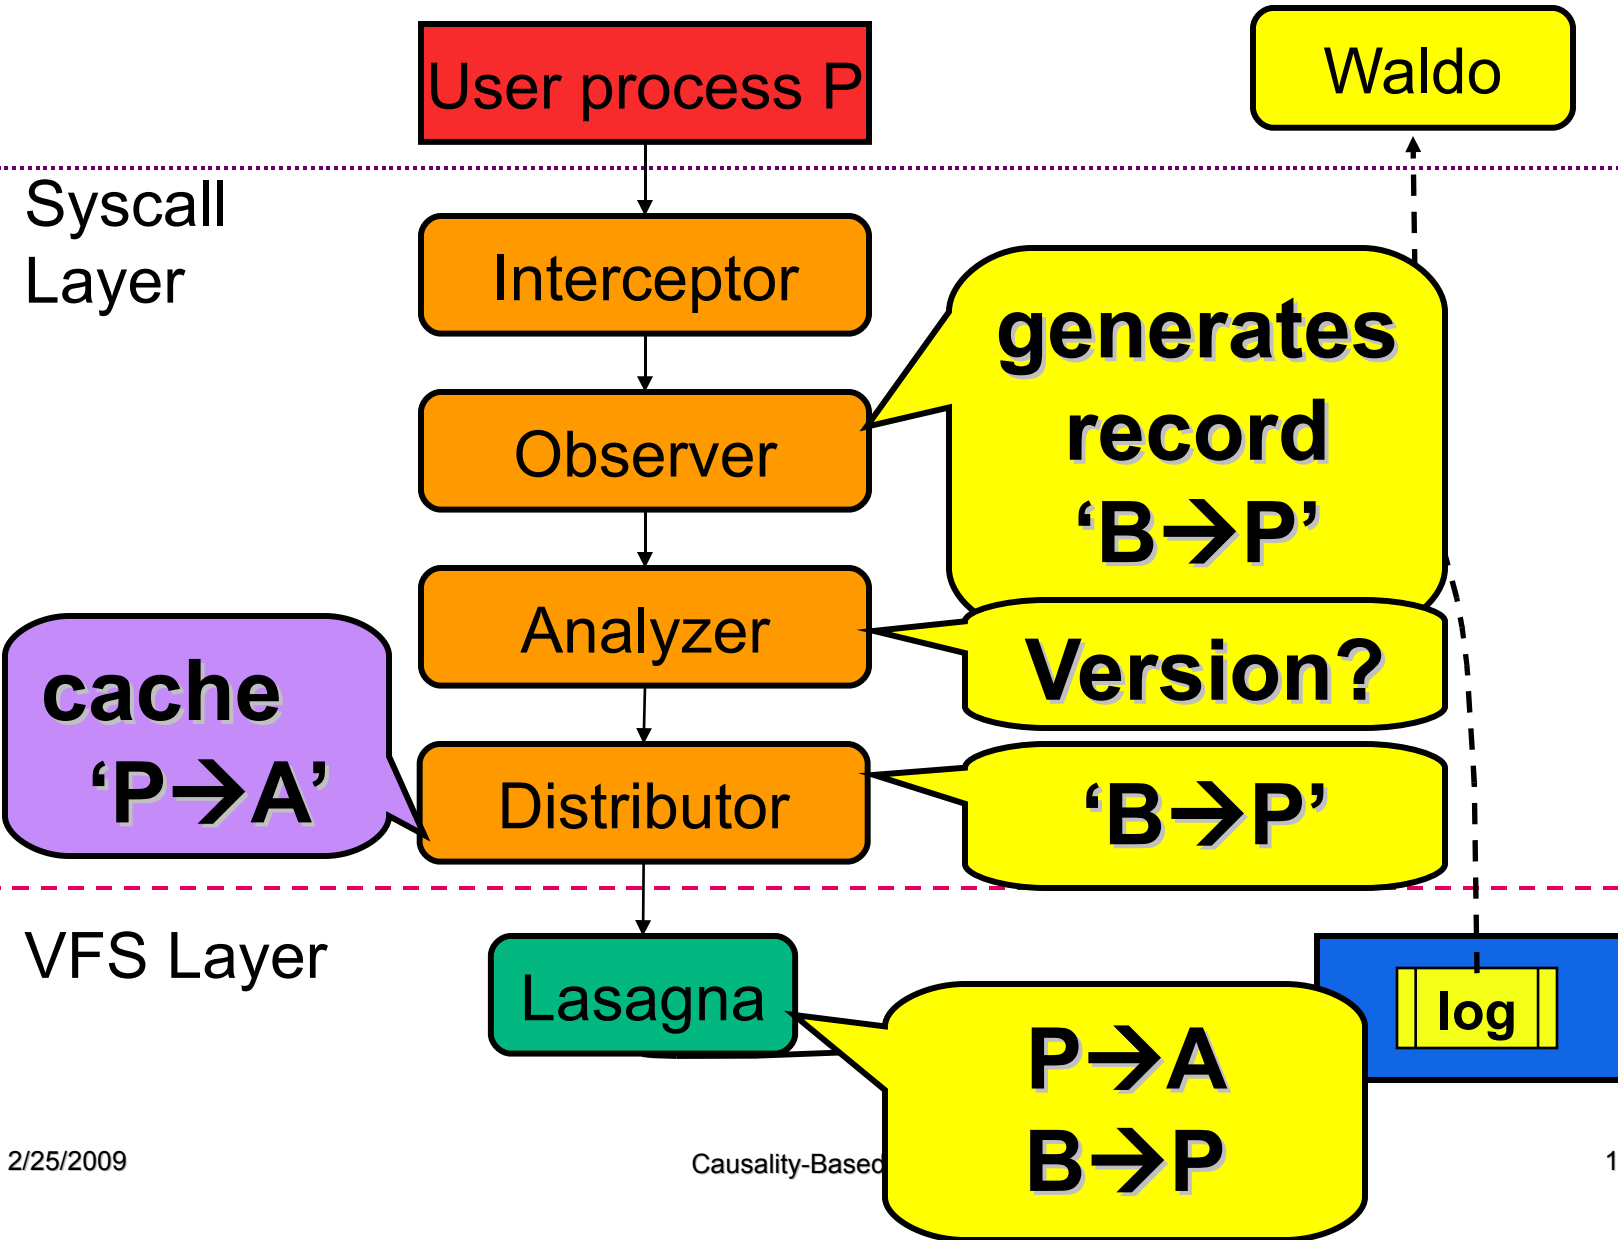 User process P
Waldo
Syscall
Layer
Interceptor
generates
record
‘B→P’
Observer
Analyzer
Version?
cache
‘P→A’
Distributor
‘B→P’
VFS Layer
Lasagna
log
P→A
B→P
2/25/2009
Causality-Based
1